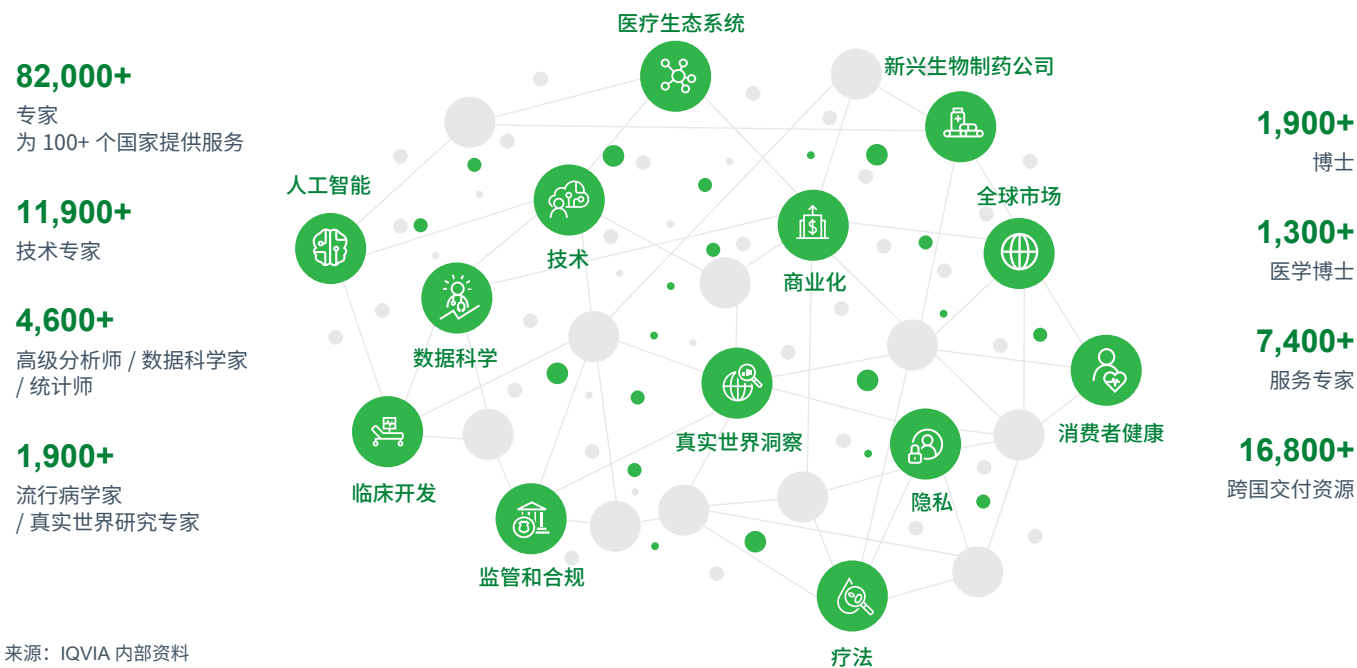 医疗生态系统
新兴生物制药公司
82,000+
专家
为 100+ 个国家提供服务
11,900+
技术专家
4,600+
高级分析师 / 数据科学家
/ 统计师
1,900+
流行病学家
/ 真实世界研究专家
人工智能
技术
全球市场
商业化
数据科学
真实世界洞察
消费者健康
临床开发
隐私
监管和合规
疗法
1,900+
博士
1,300+
医学博士
7,400+
服务专家
16,800+
跨国交付资源
$
来源：IQVIA 内部资料